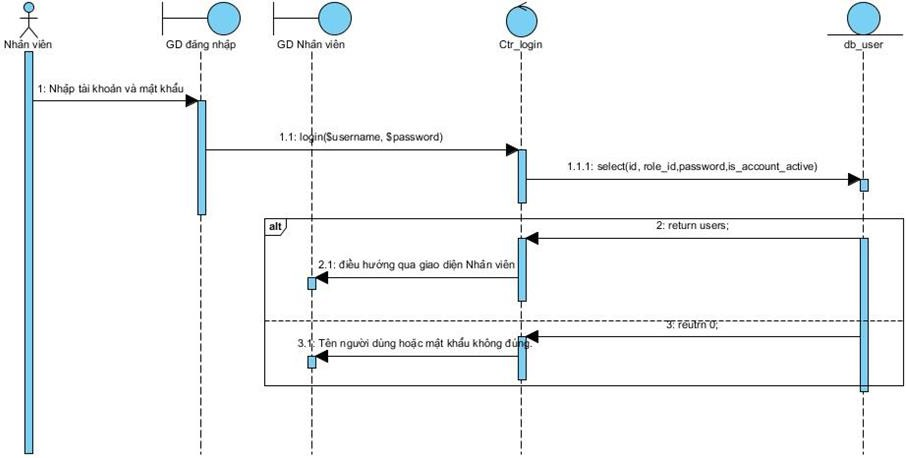 Nhân viên
GD đăng nhập
GD Nhân viên
Ctr_login
db_user
1: Nhập tài khoản và mật khẩu
1.1: login($username, $password)
1.1.1: select(id, role_id,password,is_account_active)
alt
2: return users;
2.1: điều hướng qua giao diện Nhân viên
3: reutrn 0;
3.1: Tên người dùng hoặc mật khẩu không đúng.